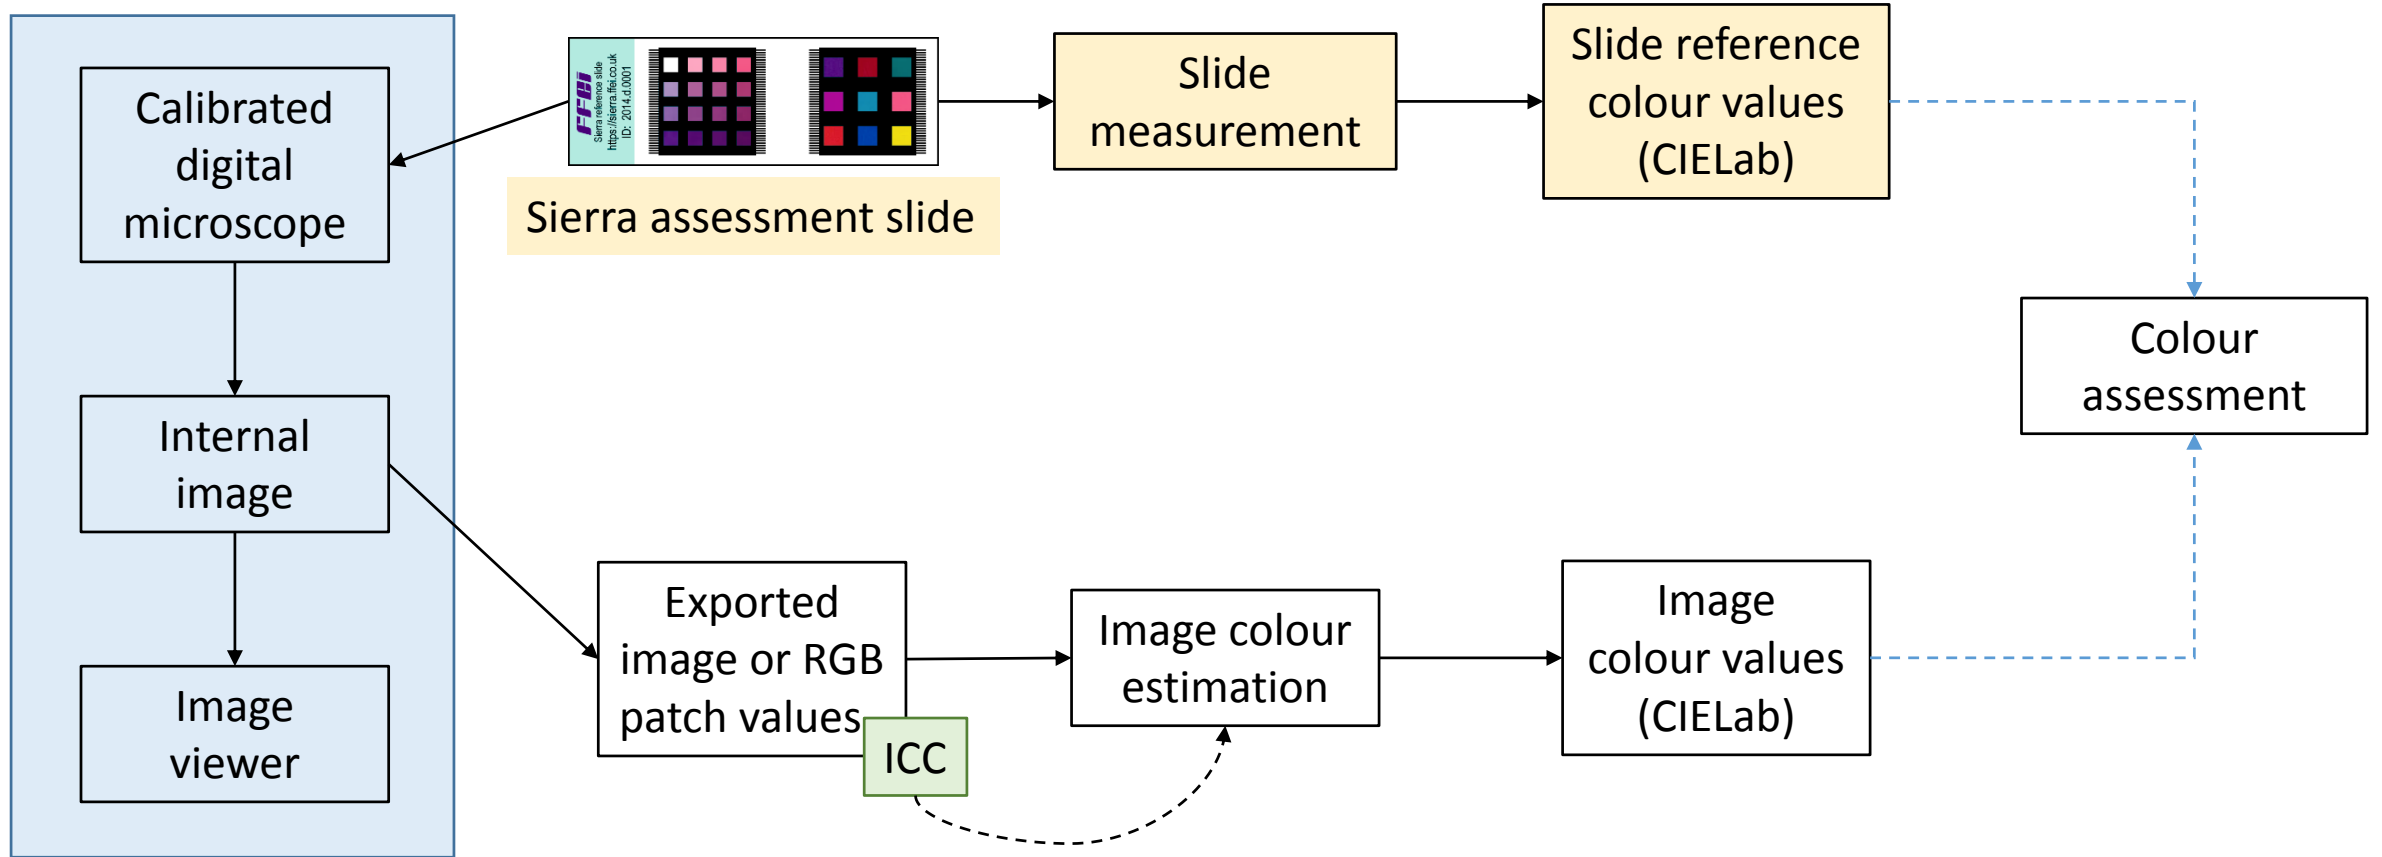 Calibrated
digital
microscope
FFEI
Sierra reference slide
https://sierra.ffei.co.uk
ID: 2014.d.0001
Sierra assessment slide
Slide
measurement
Slide reference
colour values
(CIELab)
Colour
assessment
Internal
image
Image
viewer
Exported
image or RGB
patch values
ICC
Image colour
estimation
Image
colour values
(CIELab)